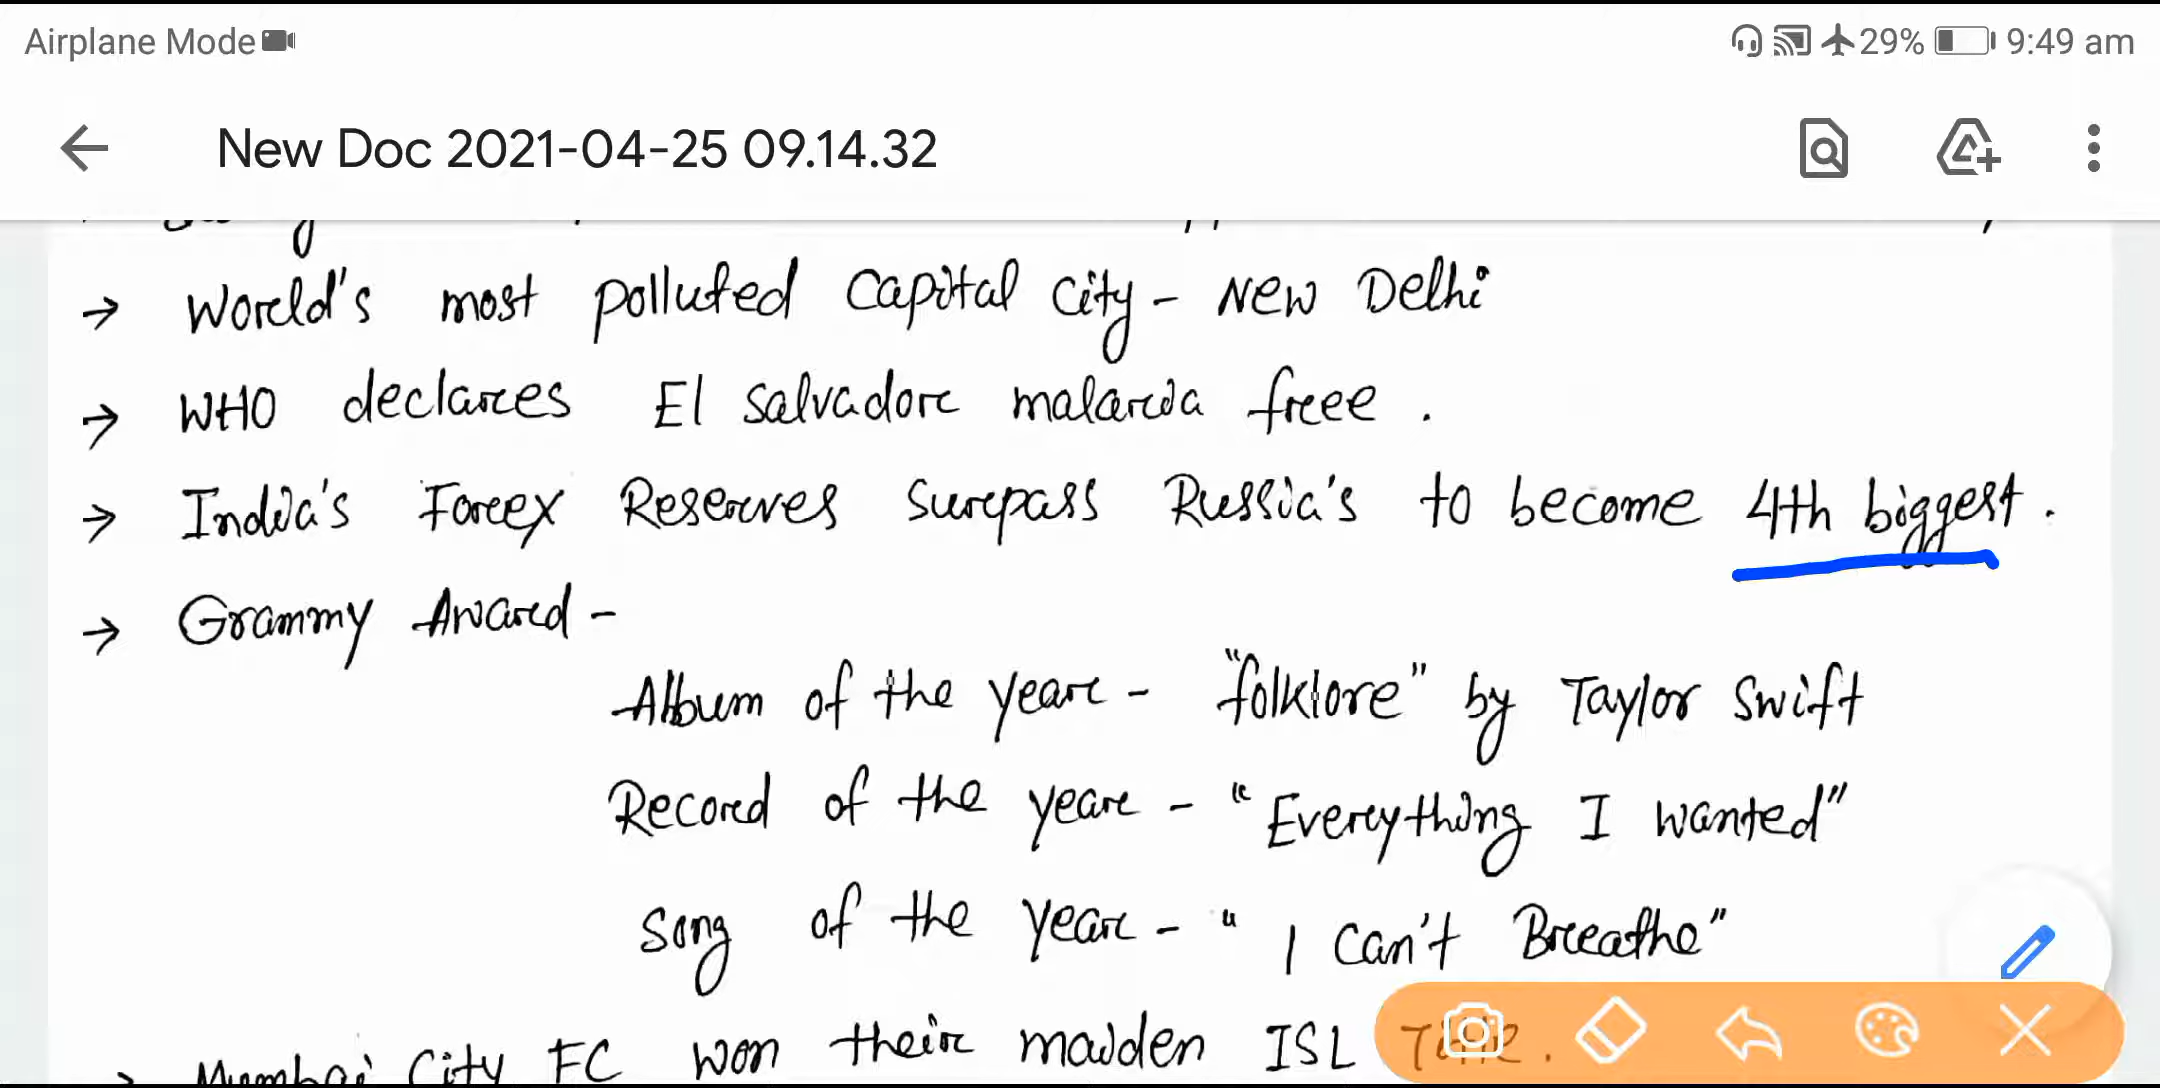 Airplane Mode
29% 9:49 am
New Doc 2021-04-25 09.14.32
→ World's most polluted Capital City - New Delhi
→ WHO declares El Salvador malaria free .
→ India's Forex Reserves Surpass Russia's to become 4th biggest .
→ Grammy Award -
Album of the year - "folklore" by Taylor Swift
Record of the year - "Everything I wanted"
Song of the year - " I Can't Breathe"
→ Mumbai City FC won their maiden ISL Title .